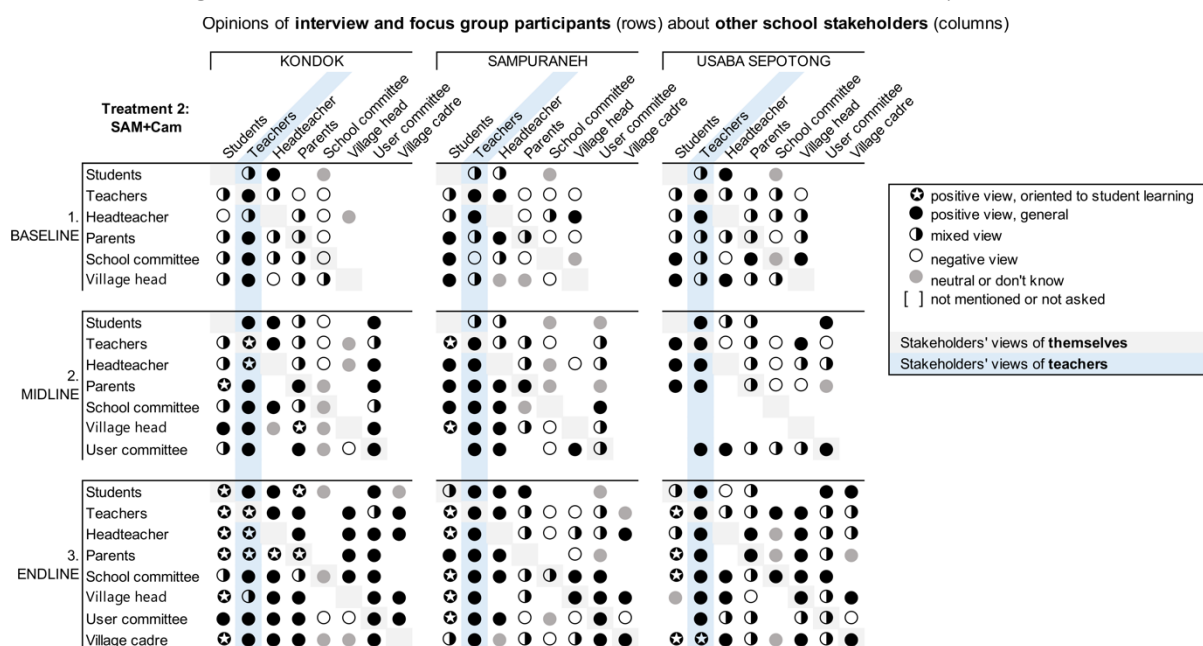 Opinions of interview and focus group participants (rows) about other school stakeholders (columns)
KONDOK
SAMPURANEH
USABA SEPOTONG
Treatment 2:
SAM+Cam
Students
Teachers
Headteacher
Parents
School committee
Village head
User committee
Village cadre
Students
Teachers
Headteacher
Parents
School committee
Village head
User committee
Village cadre
Students
Teachers
Headteacher
Parents
School committee
Village head
User committee
Village cadre
1.
BASELINE
Students
Teachers
Headteacher
Parents
School committee
Village head
2.
MIDLINE
Students
Teachers
Headteacher
Parents
School committee
Village head
User committee
3.
ENDLINE
Students
Teachers
Headteacher
Parents
School committee
Village head
User committee
Village cadre
positive view, oriented to student learning
positive view, general
mixed view
negative view
neutral or don't know
[ ] not mentioned or not asked
Stakeholders' views of themselves
Stakeholders' views of teachers